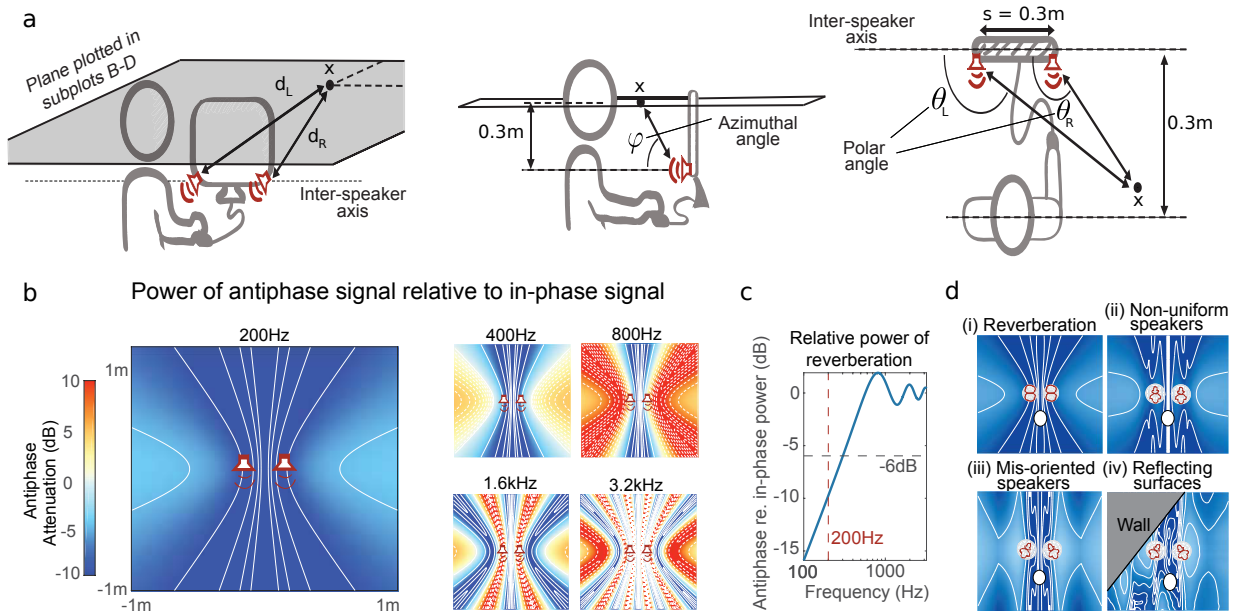 a
Plane plotted in
subplots B-D
x
d_L
d_R
Inter-speaker
axis
x
0.3m
φ
Azimuthal
angle
Inter-speaker
axis
s = 0.3m
θ_L
θ_R
Polar
angle
0.3m
x
b
Power of antiphase signal relative to in-phase signal
200Hz
1m
-1m
-1m
1m
Antiphase
Attenuation (dB)
10
5
0
-5
-10
400Hz
800Hz
1.6kHz
3.2kHz
c
Relative power of
reverberation
Antiphase re. in-phase power (dB)
0
-5
-10
-15
-6dB
200Hz
100
1000
Frequency (Hz)
d
(i) Reverberation
(ii) Non-uniform
speakers
(iii) Mis-oriented
speakers
(iv) Reflecting
surfaces
Wall